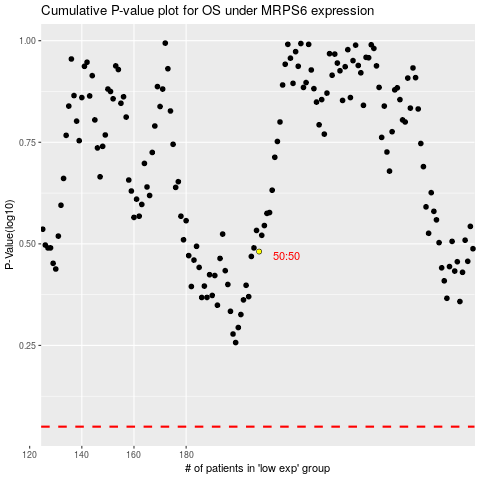 Cumulative P-value plot for OS under MRPS6 expression
P-Value(log10)
1.00
0.75
0.50
0.25
50:50
120 140 160 180
# of patients in 'low exp' group